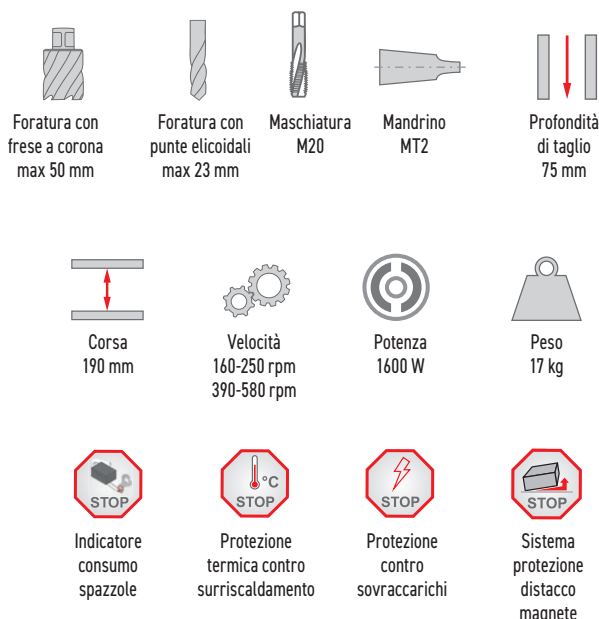 Foratura con
frese a corona
max 50 mm
Foratura con
punte elicoidali
max 23 mm
Maschiatura
M20
Mandrino
MT2
Profondità
di taglio
75 mm
Corsa
190 mm
Velocità
160-250 rpm
390-580 rpm
Potenza
1600 W
Peso
17 kg
STOP
Indicatore
consumo
spazzole
°C
STOP
Protezione
termica contro
surriscaldamento
STOP
Protezione
contro
sovraccarichi
STOP
Sistema
protezione
distacco
magnete